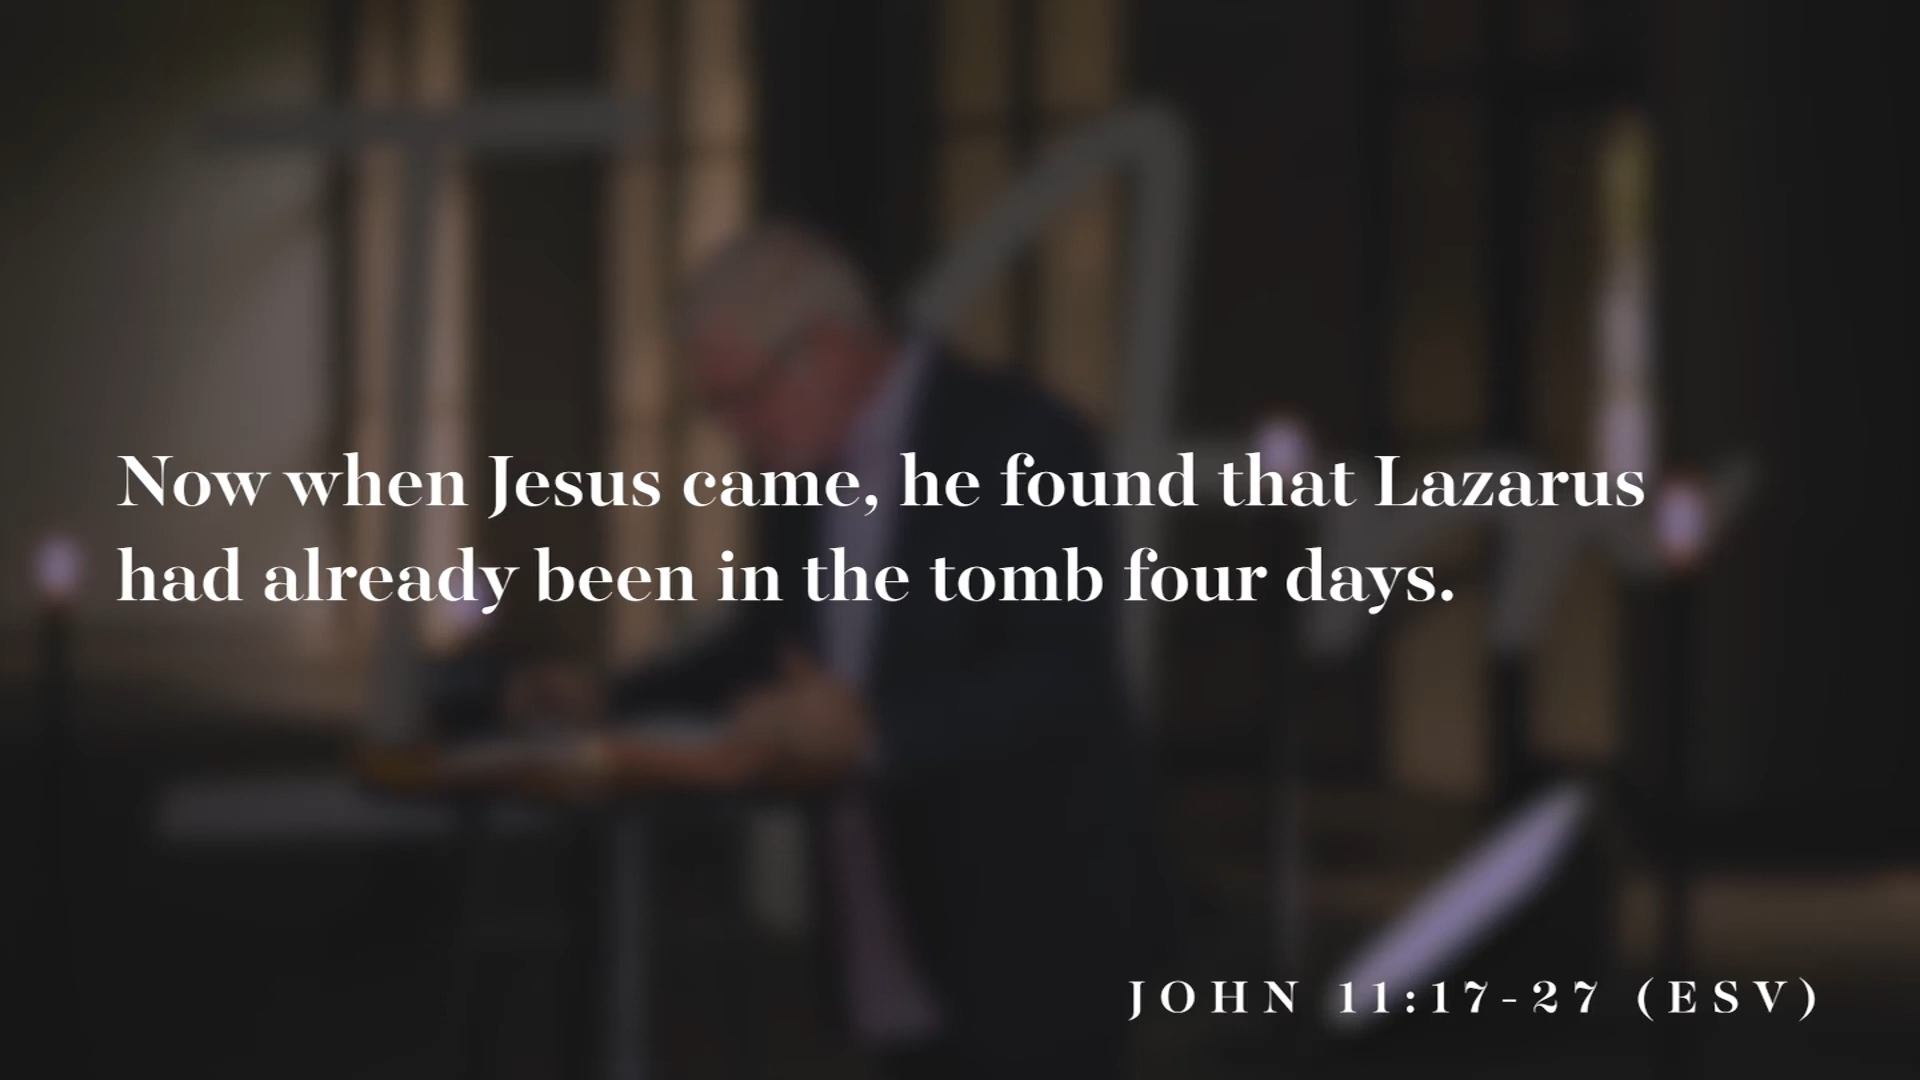 Now when Jesus came, he found that Lazarus
had already been in the tomb four days.
JOHN 11:17-27 (ESV)